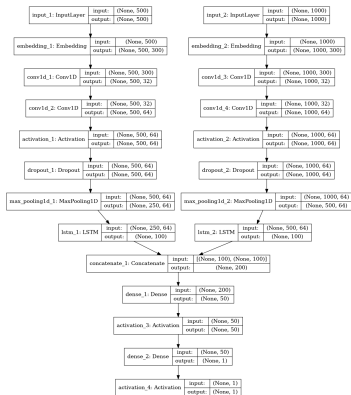 input_1: InputLayer input: (None, 500)
output: (None, 500)
input_2: InputLayer input: (None, 1000)
output: (None, 1000)
embedding_1: Embedding input: (None, 500)
output: (None, 500, 300)
embedding_2: Embedding input: (None, 1000)
output: (None, 1000, 300)
conv1d_1: Conv1D input: (None, 500, 300)
output: (None, 500, 32)
conv1d_3: Conv1D input: (None, 1000, 300)
output: (None, 1000, 32)
conv1d_2: Conv1D input: (None, 500, 32)
output: (None, 500, 64)
conv1d_4: Conv1D input: (None, 1000, 32)
output: (None, 1000, 64)
activation_1: Activation input: (None, 500, 64)
output: (None, 500, 64)
activation_2: Activation input: (None, 1000, 64)
output: (None, 1000, 64)
dropout_1: Dropout input: (None, 500, 64)
output: (None, 500, 64)
dropout_2: Dropout input: (None, 1000, 64)
output: (None, 1000, 64)
max_pooling1d_1: MaxPooling1D input: (None, 500, 64)
output: (None, 250, 64)
max_pooling1d_2: MaxPooling1D input: (None, 1000, 64)
output: (None, 500, 64)
lstm_1: LSTM input: (None, 250, 64)
output: (None, 100)
lstm_2: LSTM input: (None, 500, 64)
output: (None, 100)
concatenate_1: Concatenate input: [(None, 100), (None, 100)]
output: (None, 200)
dense_1: Dense input: (None, 200)
output: (None, 50)
activation_3: Activation input: (None, 50)
output: (None, 50)
dense_2: Dense input: (None, 50)
output: (None, 1)
activation_4: Activation input: (None, 1)
output: (None, 1)